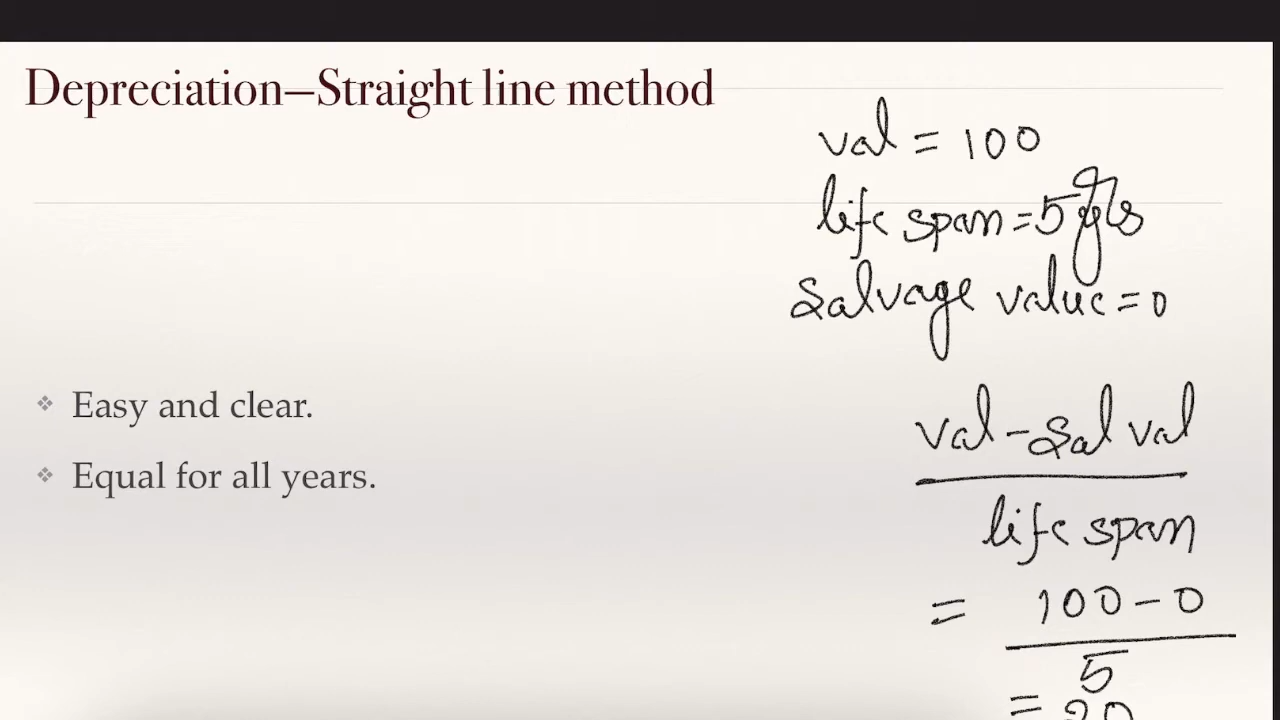 Depreciation—Straight line method
val = 100
life span = 5 yrs
Salvage value = 0
Easy and clear.
Equal for all years.
val - Sal val
life span
= 100 - 0
5
= 20